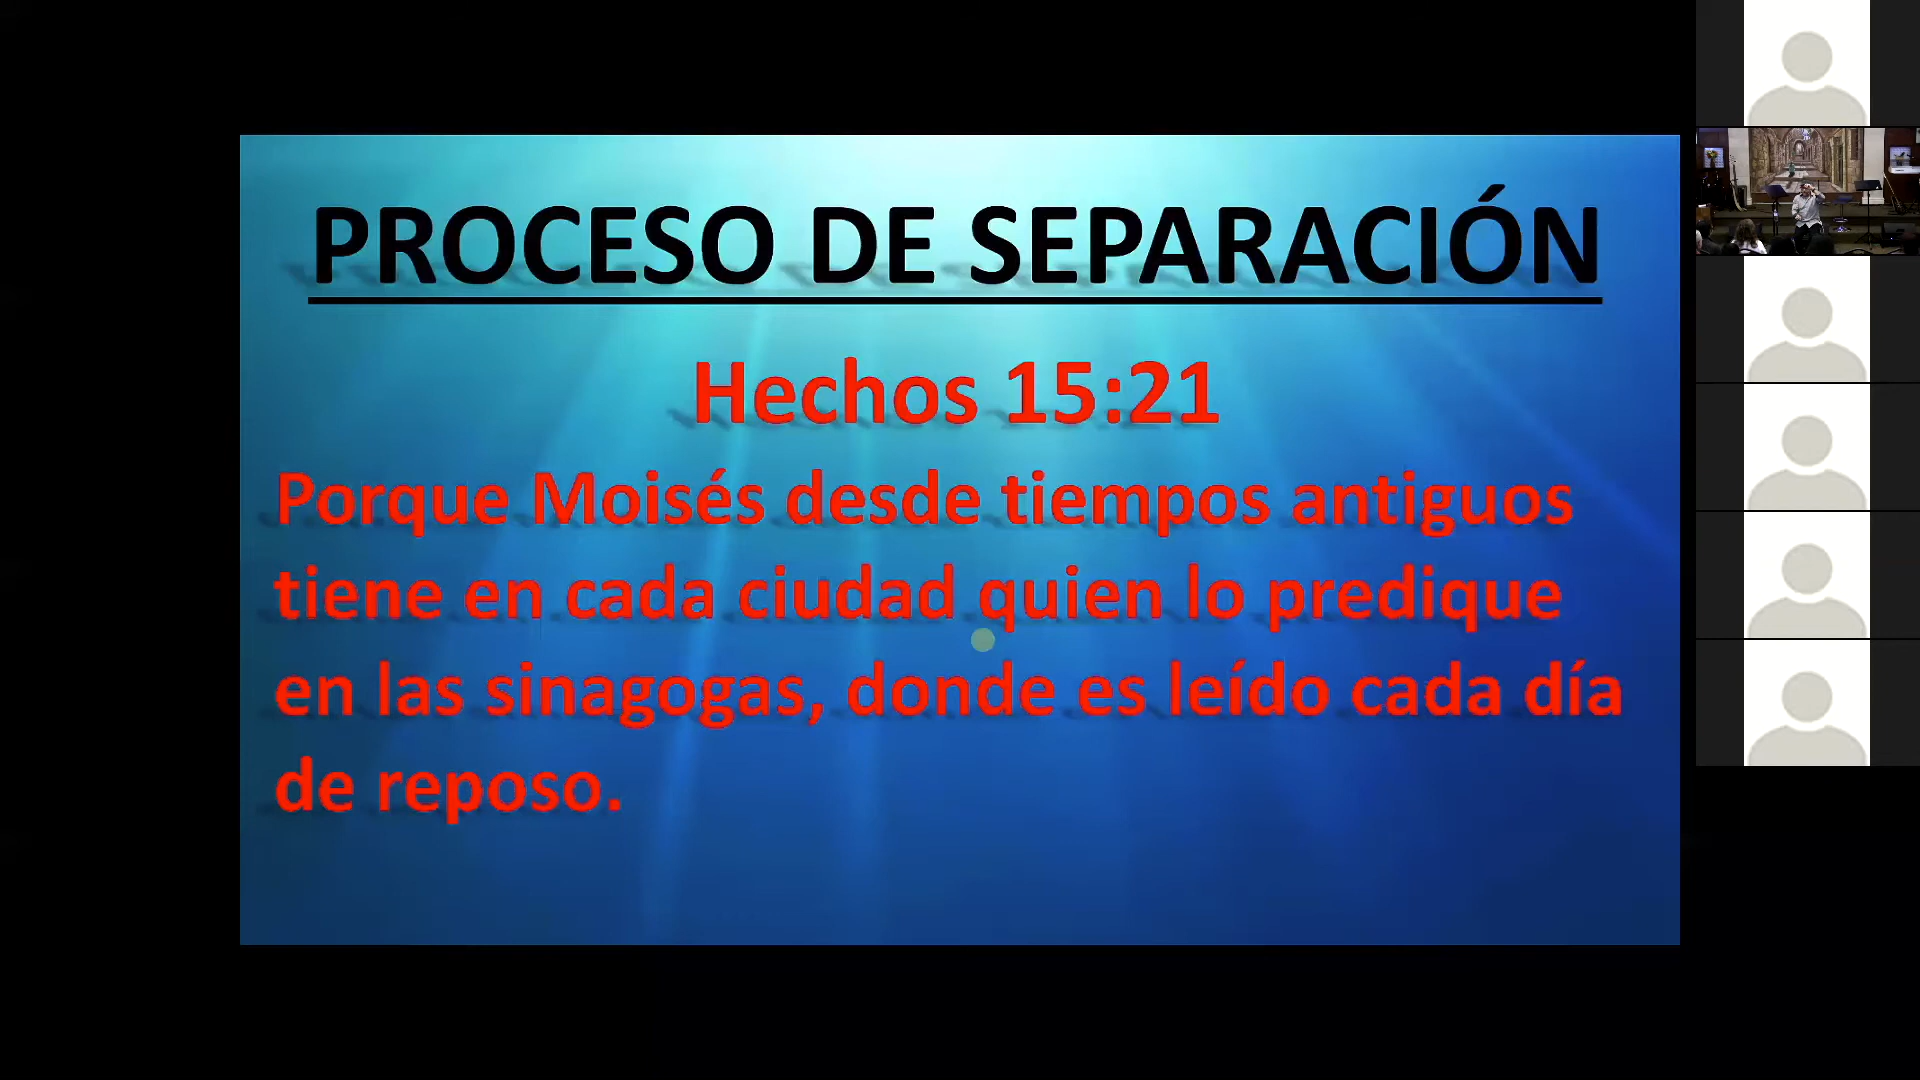 PROCESO DE SEPARACIÓN
Hechos 15:21
Porque Moisés desde tiempos antiguos
tiene en cada ciudad quien lo predique
en las sinagogas, donde es leído cada día
de reposo.